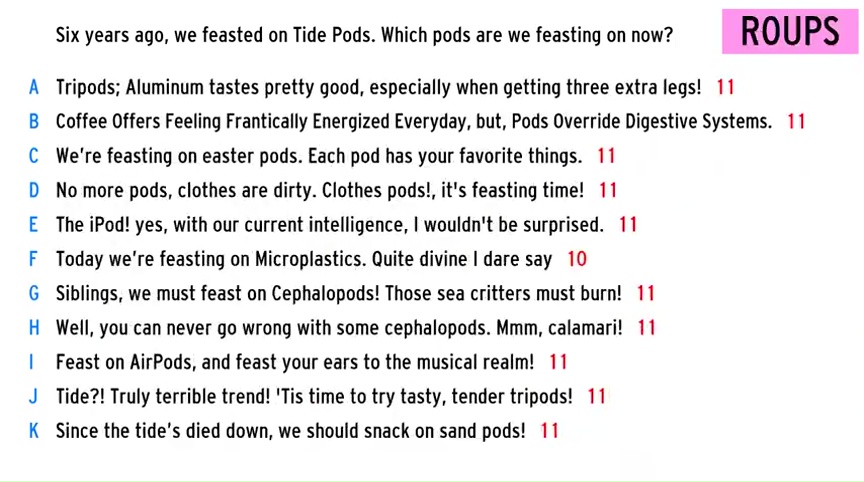 Six years ago, we feasted on Tide Pods. Which pods are we feasting on now?
ROUPS
A Tripods; Aluminum tastes pretty good, especially when getting three extra legs! 11
B Coffee Offers Feeling Frantically Energized Everyday, but, Pods Override Digestive Systems. 11
C We're feasting on easter pods. Each pod has your favorite things. 11
D No more pods, clothes are dirty. Clothes pods!, it's feasting time! 11
E The iPod! yes, with our current intelligence, I wouldn't be surprised. 11
F Today we're feasting on Microplastics. Quite divine I dare say 10
G Siblings, we must feast on Cephalopods! Those sea critters must burn! 11
H Well, you can never go wrong with some cephalopods. Mmm, calamari! 11
I Feast on AirPods, and feast your ears to the musical realm! 11
J Tide?! Truly terrible trend! 'Tis time to try tasty, tender tripods! 11
K Since the tide's died down, we should snack on sand pods! 11